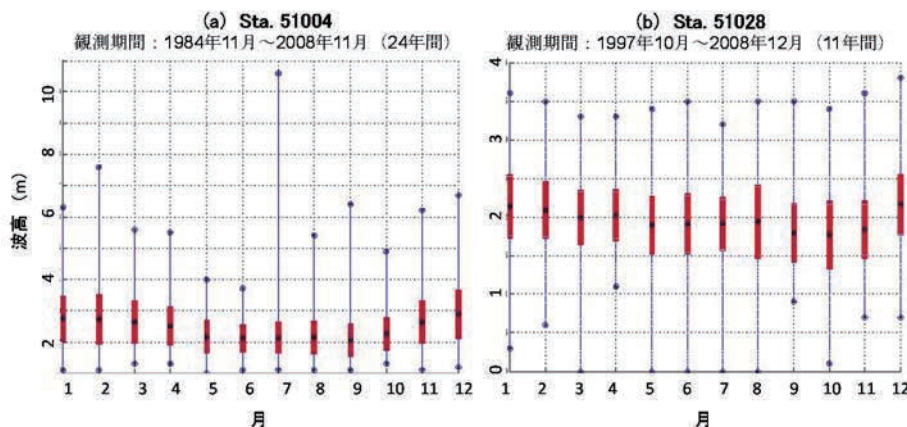 (a) Sta. 51004
観測期間：1984年11月～2008年11月（24年間）
波高 (m)
10
8
6
4
2
1 2 3 4 5 6 7 8 9 10 11 12
月
(b) Sta. 51028
観測期間：1997年10月～2008年12月（11年間）
4
3
2
1
0
1 2 3 4 5 6 7 8 9 10 11 12
月